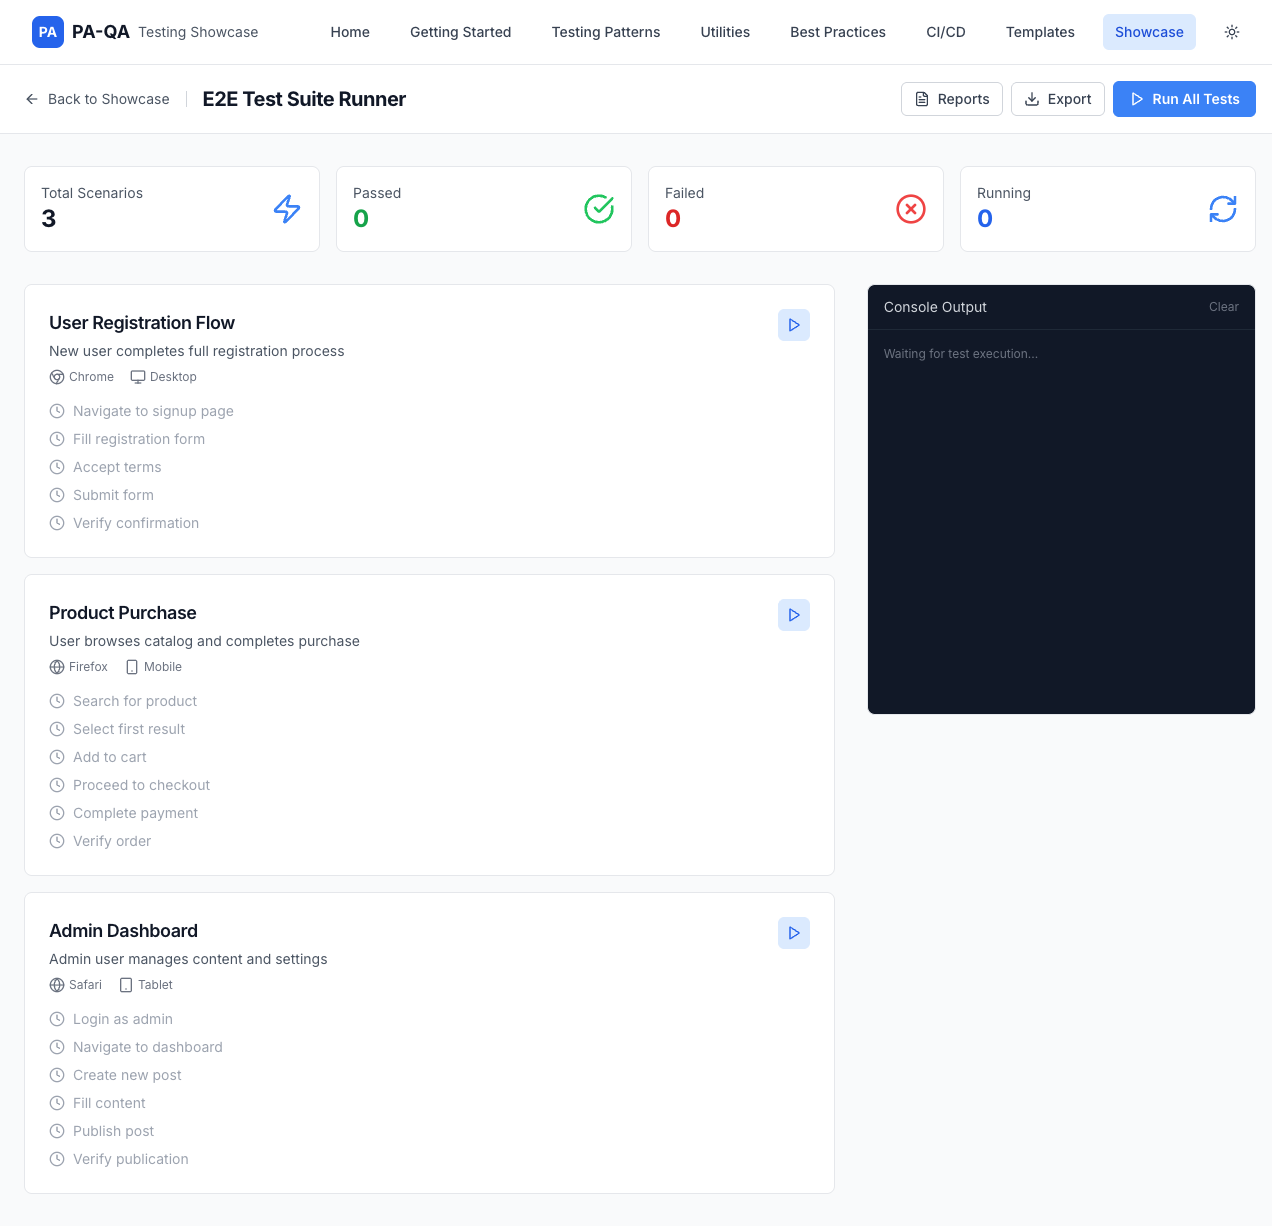 PA PA-QA Testing Showcase Home Getting Started Testing Patterns Utilities Best Practices CI/CD Templates Showcase
Back to Showcase E2E Test Suite Runner Reports Export Run All Tests
Total Scenarios
3
Passed
0
Failed
0
Running
0
User Registration Flow
New user completes full registration process
Chrome Desktop
Navigate to signup page
Fill registration form
Accept terms
Submit form
Verify confirmation
Product Purchase
User browses catalog and completes purchase
Firefox Mobile
Search for product
Select first result
Add to cart
Proceed to checkout
Complete payment
Verify order
Admin Dashboard
Admin user manages content and settings
Safari Tablet
Login as admin
Navigate to dashboard
Create new post
Fill content
Publish post
Verify publication
Console Output Clear
Waiting for test execution...